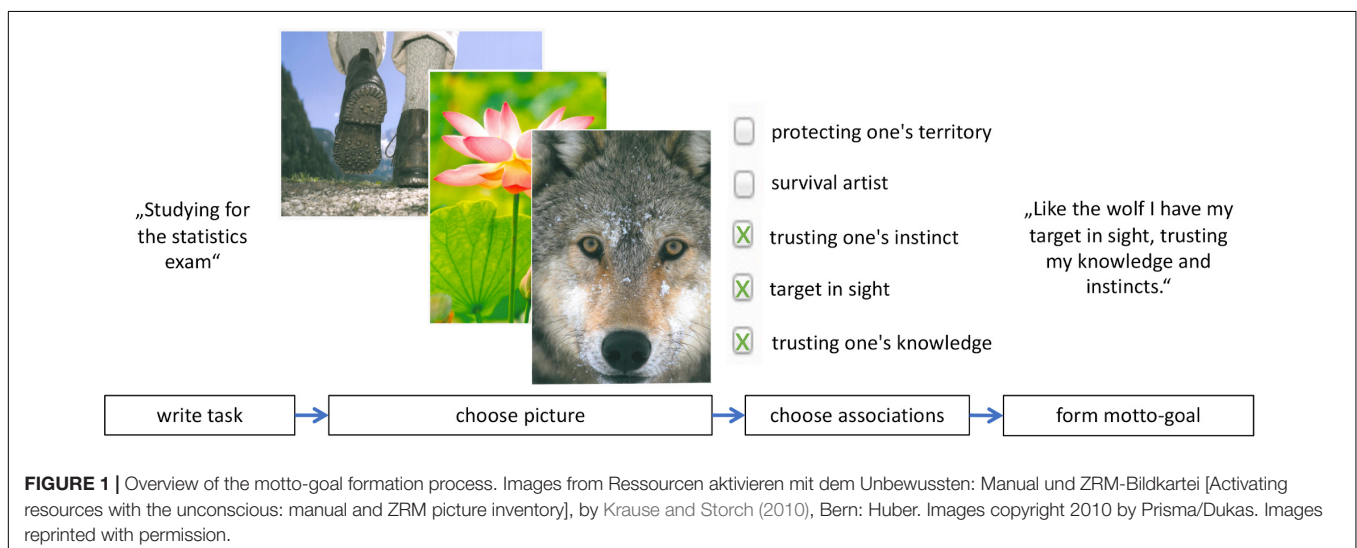 „Studying for
the statistics
exam“
protecting one's territory
survival artist
X trusting one's instinct
X target in sight
X trusting one's knowledge
„Like the wolf I have my
target in sight, trusting
my knowledge and
instincts.“
write task
choose picture
choose associations
form motto-goal
FIGURE 1 | Overview of the motto-goal formation process. Images from Ressourcen aktivieren mit dem Unbewussten: Manual und ZRM-Bildkartei [Activating
resources with the unconscious: manual and ZRM picture inventory], by Krause and Storch (2010), Bern: Huber. Images copyright 2010 by Prisma/Dukas. Images
reprinted with permission.